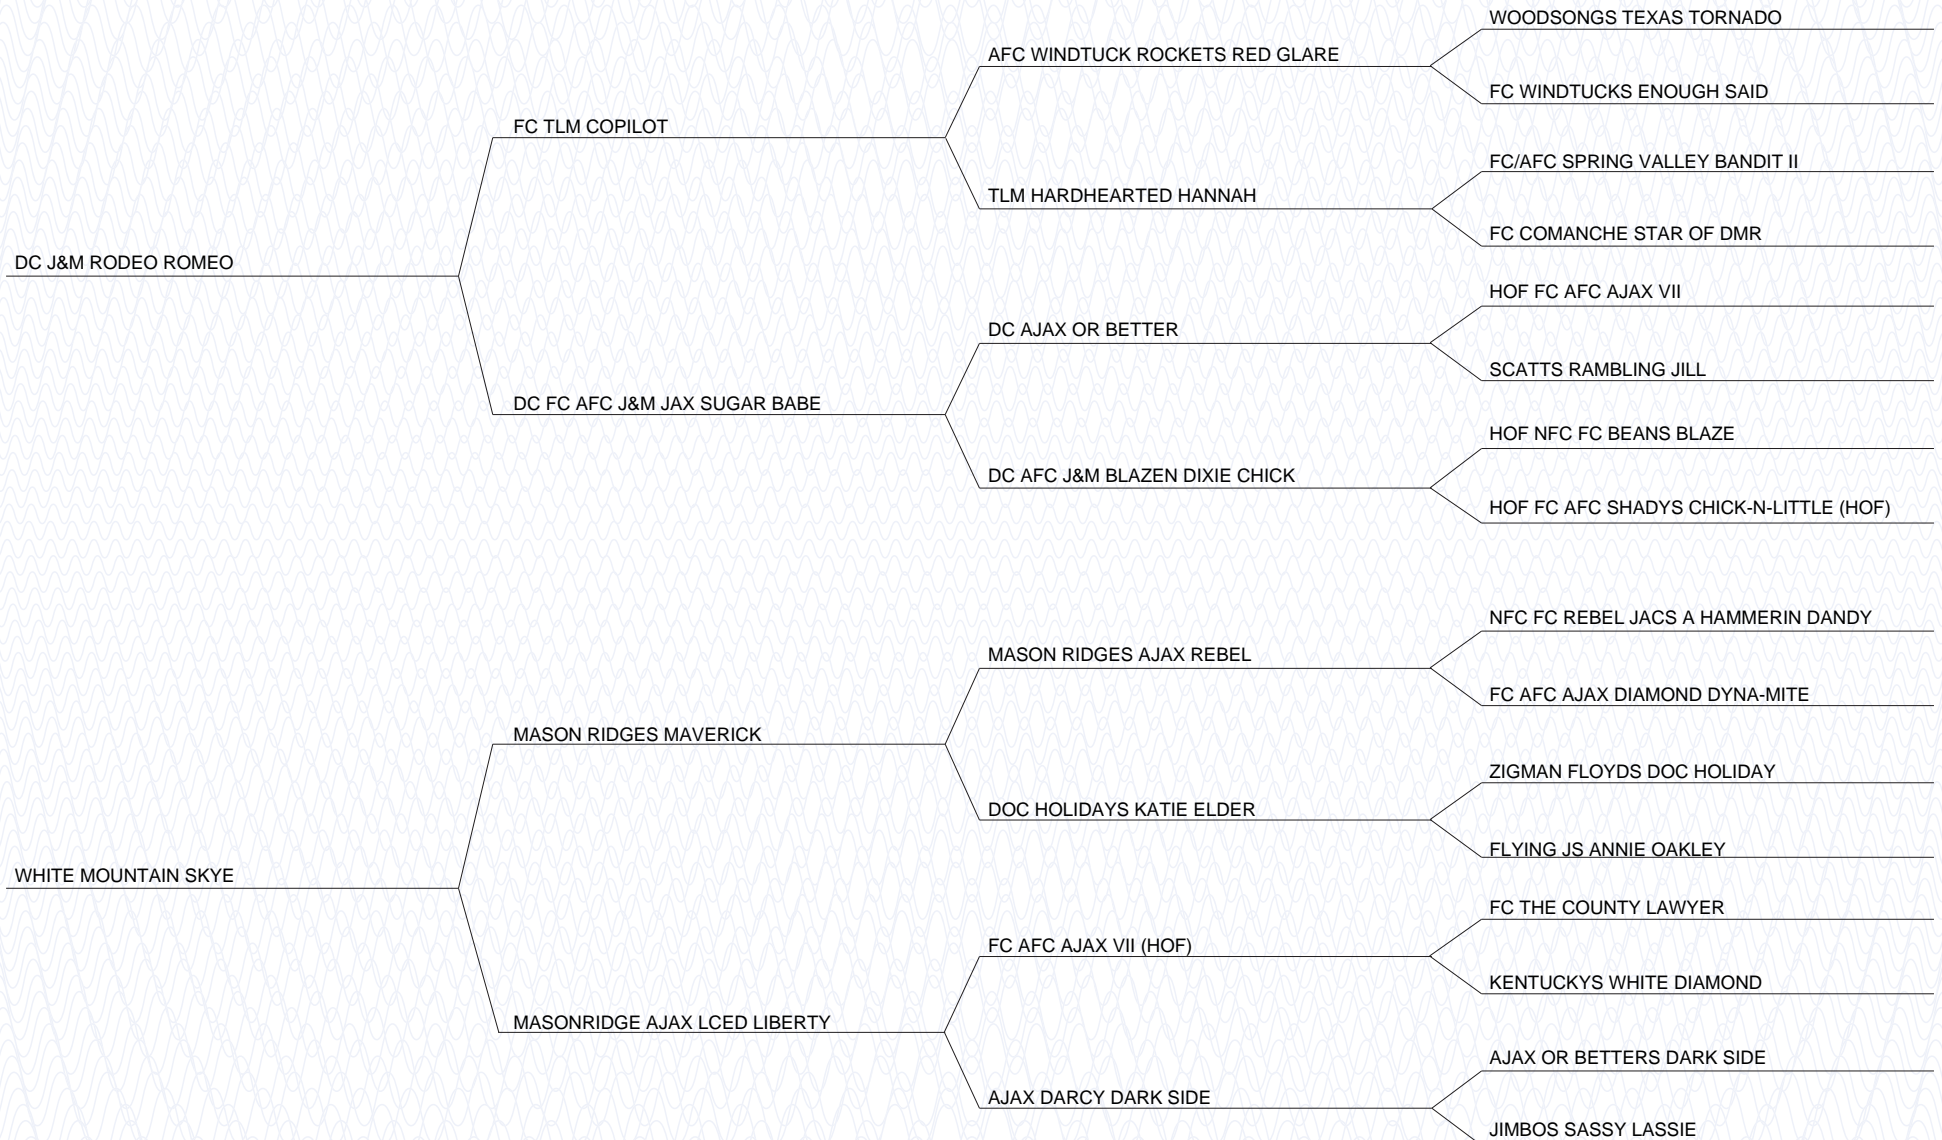 WOODSONGS TEXAS TORNADO
AFC WINDTUCK ROCKETS RED GLARE
FC WINDTUCKS ENOUGH SAID
FC TLM COPILOT
FC/AFC SPRING VALLEY BANDIT II
TLM HARDHEARTED HANNAH
FC COMANCHE STAR OF DMR
DC J&M RODEO ROMEO
HOF FC AFC AJAX VII
DC AJAX OR BETTER
SCATTS RAMBLING JILL
DC FC AFC J&M JAX SUGAR BABE
HOF NFC FC BEANS BLAZE
DC AFC J&M BLAZEN DIXIE CHICK
HOF FC AFC SHADYS CHICK-N-LITTLE (HOF)
NFC FC REBEL JACS A HAMMERIN DANDY
MASON RIDGES AJAX REBEL
FC AFC AJAX DIAMOND DYNA-MITE
MASON RIDGES MAVERICK
ZIGMAN FLOYDS DOC HOLIDAY
DOC HOLIDAYS KATIE ELDER
FLYING JS ANNIE OAKLEY
WHITE MOUNTAIN SKYE
FC THE COUNTY LAWYER
FC AFC AJAX VII (HOF)
KENTUCKYS WHITE DIAMOND
MASONRIDGE AJAX LCED LIBERTY
AJAX OR BETTERS DARK SIDE
AJAX DARCY DARK SIDE
JIMBOS SASSY LASSIE